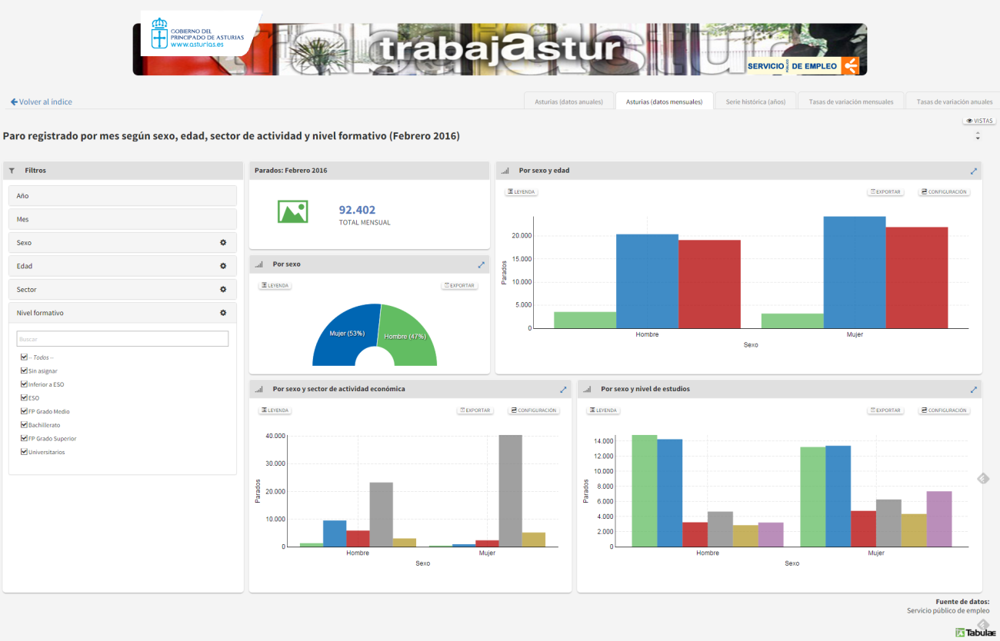 GOBIERNO DEL
PRINCIPADO DE ASTURIAS
www.asturias.es
trabajAstur
SERVICIO PÚBLICO DE EMPLEO
Volver al indice
Asturias (datos anuales)
Asturias (datos mensuales)
Serie histórica (años)
Tasas de variación mensuales
Tasas de variación anuales
VISTAS
Paro registrado por mes según sexo, edad, sector de actividad y nivel formativo (Febrero 2016)
Filtros
Año
Mes
Sexo
Edad
Sector
Nivel formativo
Buscar
-- Todos --
Sin asignar
Inferior a ESO
ESO
FP Grado Medio
Bachillerato
FP Grado Superior
Universitarios
Parados: Febrero 2016
92.402
TOTAL MENSUAL
Por sexo
LEYENDA
EXPORTAR
Mujer (53%)
Hombre (47%)
Por sexo y edad
LEYENDA
EXPORTAR
CONFIGURACIÓN
20.000
15.000
10.000
5.000
0
Parados
Hombre
Mujer
Sexo
Por sexo y sector de actividad económica
LEYENDA
EXPORTAR
CONFIGURACIÓN
40.000
30.000
20.000
10.000
0
Parados
Hombre
Mujer
Sexo
Por sexo y nivel de estudios
LEYENDA
EXPORTAR
CONFIGURACIÓN
14.000
12.000
10.000
8.000
6.000
4.000
2.000
0
Parados
Hombre
Mujer
Sexo
Fuente de datos:
Servicio público de empleo
Tabulae